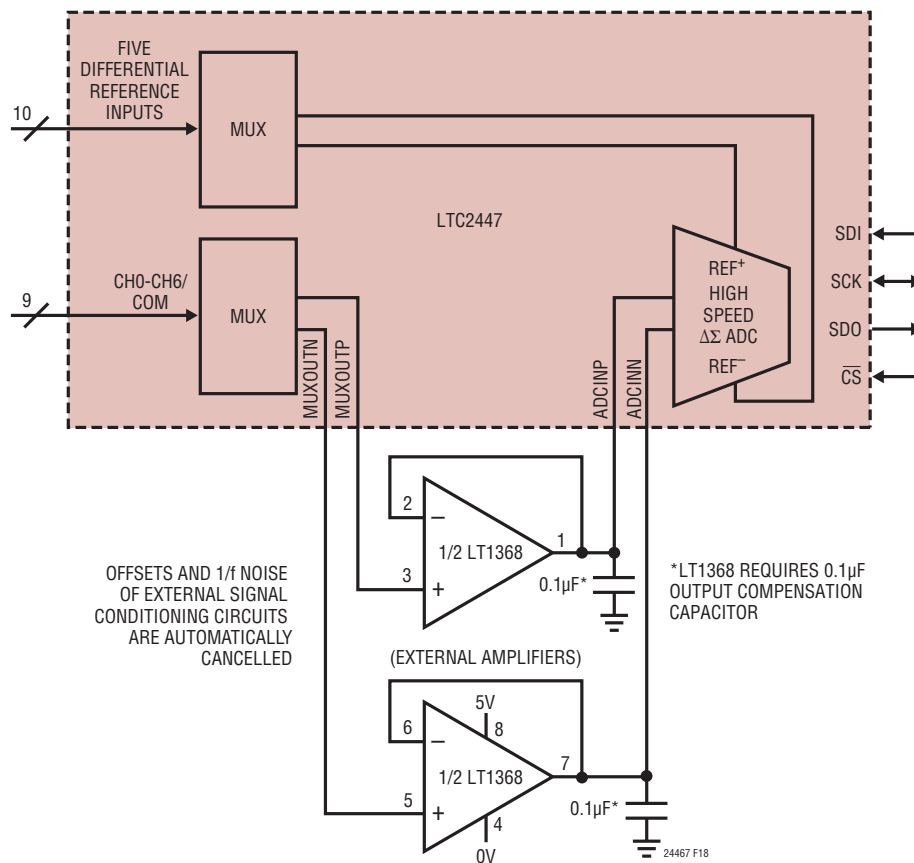 FIVE
DIFFERENTIAL
REFERENCE
INPUTS
10
MUX
LTC2447
SDI
SCK
SDO
CS
REF+
HIGH
SPEED
ΔΣ ADC
REF−
CH0-CH6/
COM
9
MUX
MUXOUTN
MUXOUTP
ADCINP
ADCINN
2
−
1/2 LT1368
1
3
+
0.1µF*
*LT1368 REQUIRES 0.1µF
OUTPUT COMPENSATION
CAPACITOR
OFFSETS AND 1/f NOISE
OF EXTERNAL SIGNAL
CONDITIONING CIRCUITS
ARE AUTOMATICALLY
CANCELLED
(EXTERNAL AMPLIFIERS)
5V
8
6
−
1/2 LT1368
7
5
+
4
0V
0.1µF*
24467 F18